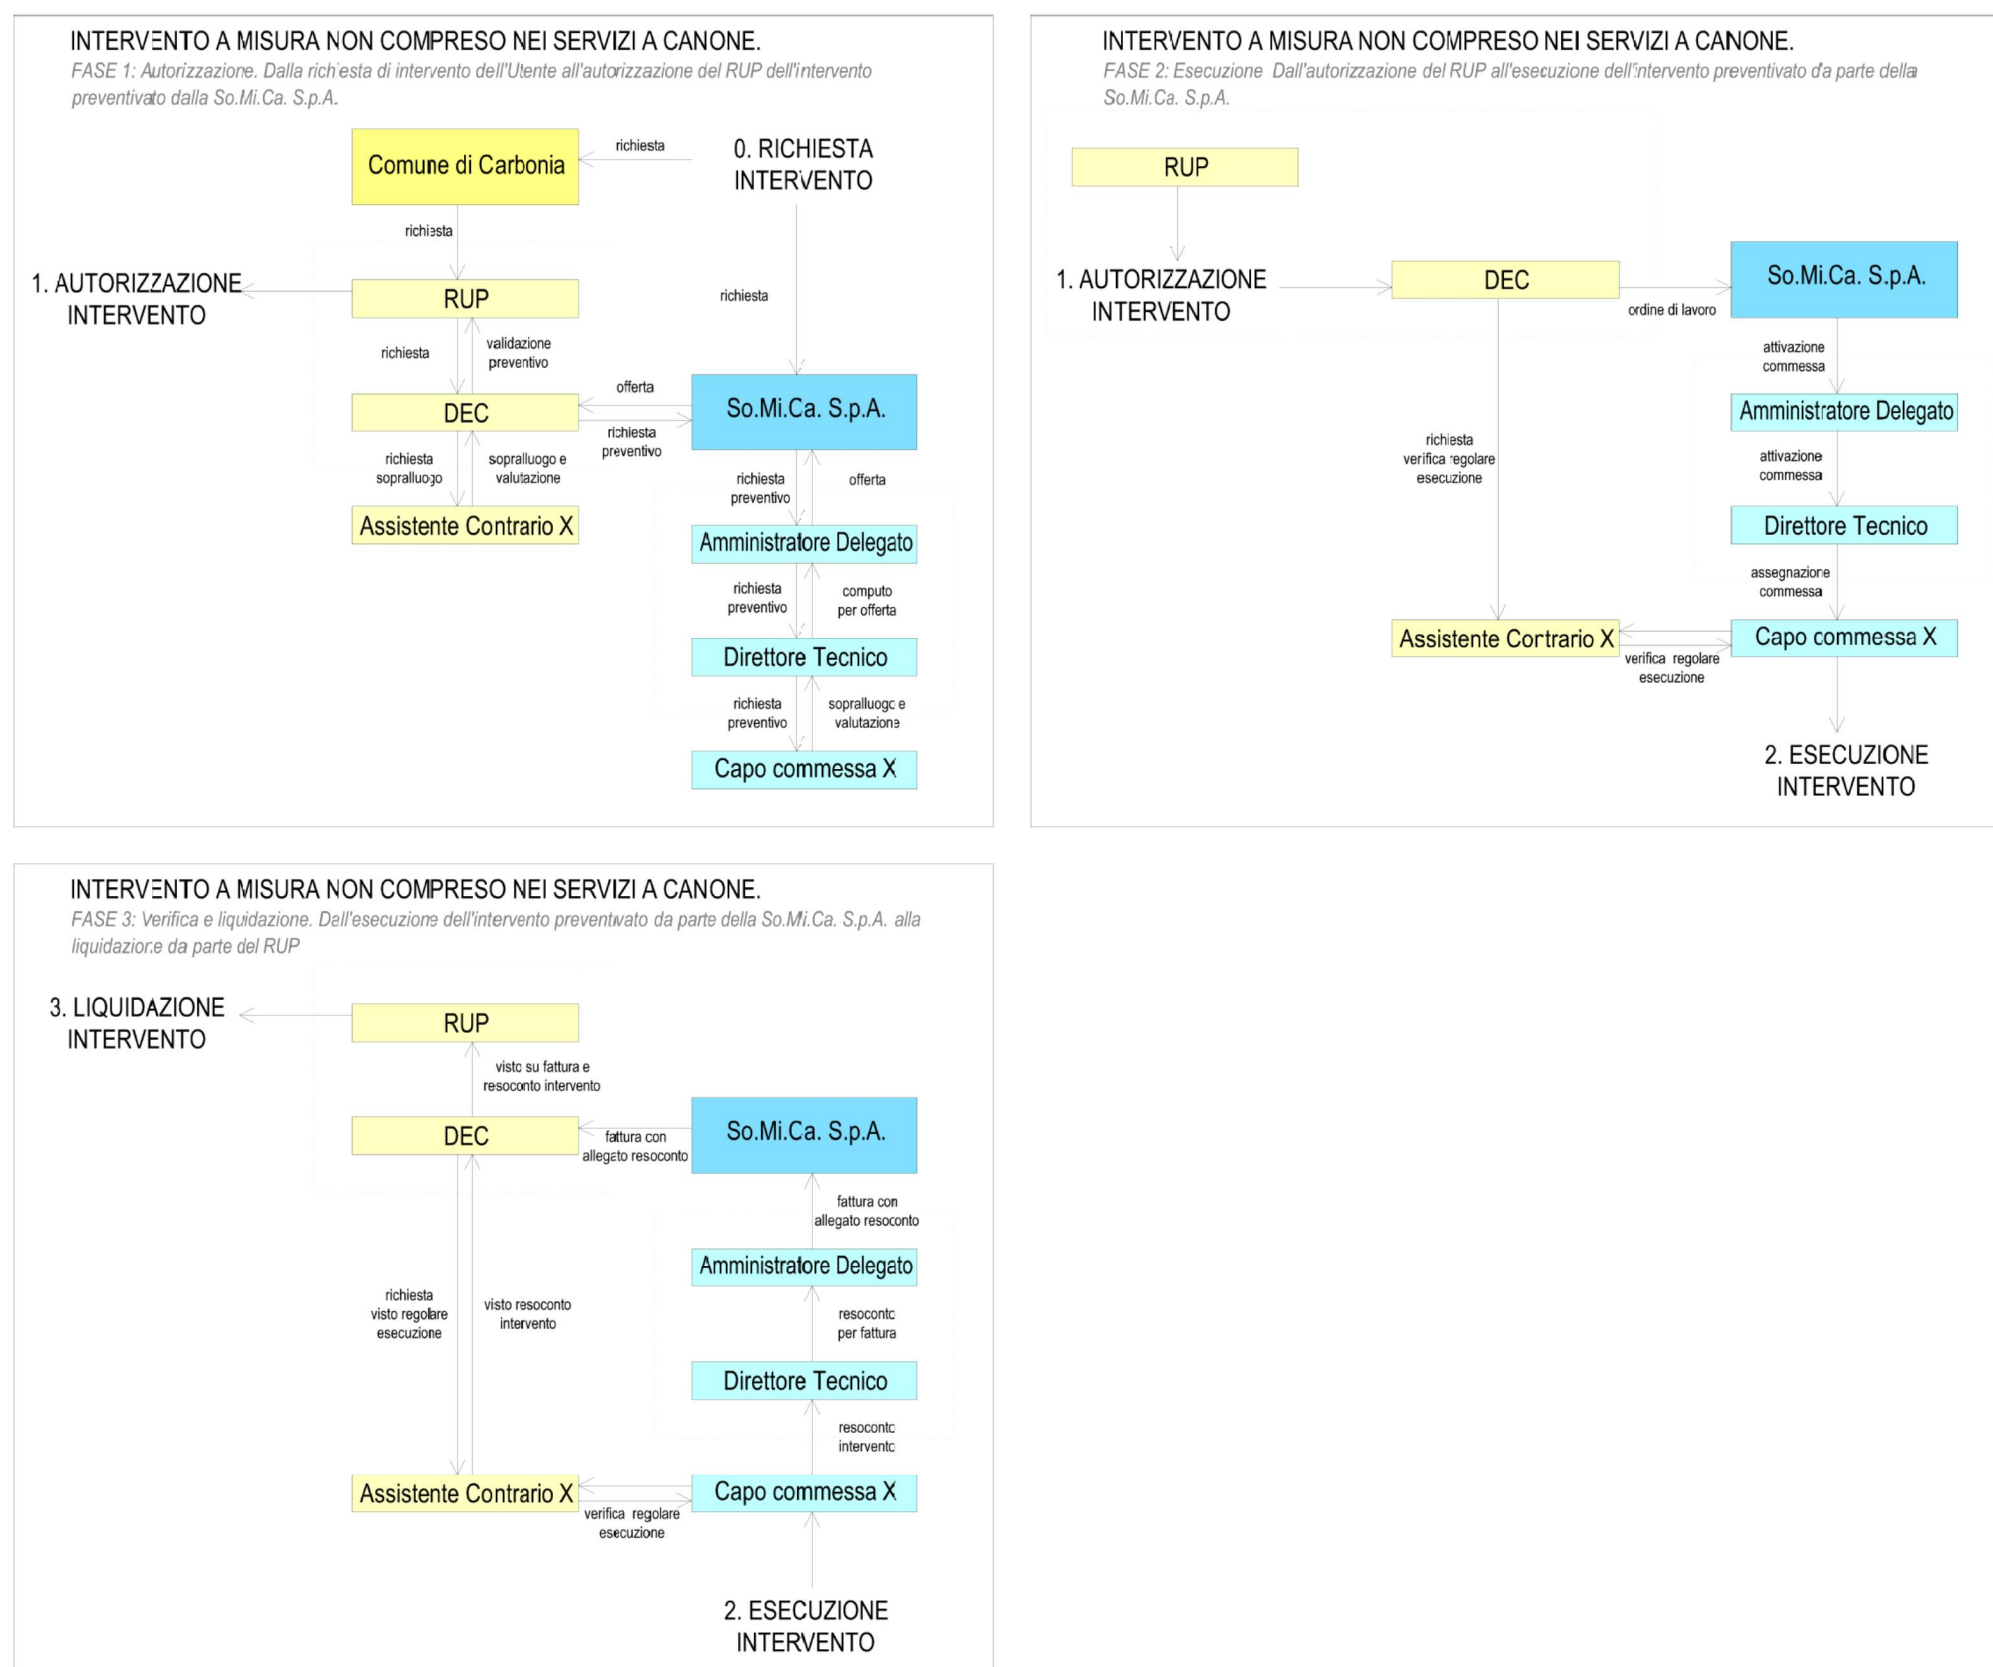 INTERVENTO A MISURA NON COMPRESO NEI SERVIZI A CANONE.
FASE 1: Autorizzazione. Dalla richiesta di intervento dell'Utente all'autorizzazione del RUP dell'intervento
preventivato dalla So.Mi.Ca. S.p.A.
Comune di Carbonia
richiesta
0. RICHIESTA
INTERVENTO
richiesta
1. AUTORIZZAZIONE
INTERVENTO
RUP
richiesta
richiesta
validazione
preventivo
DEC
offerta
richiesta
preventivo
So.Mi.Ca. S.p.A.
richiesta
sopralluogo
sopralluogo e
valutazione
richiesta
preventivo
offerta
Assistente Contrario X
Amministratore Delegato
richiesta
preventivo
computo
per offerta
Direttore Tecnico
richiesta
preventivo
sopralluogo e
valutazione
Capo commessa X
INTERVENTO A MISURA NON COMPRESO NEI SERVIZI A CANONE.
FASE 2: Esecuzione Dall'autorizzazione del RUP all'esecuzione dell'intervento preventivato da parte della
So.Mi.Ca. S.p.A.
RUP
1. AUTORIZZAZIONE
INTERVENTO
DEC
ordine di lavoro
So.Mi.Ca. S.p.A.
attivazione
commessa
Amministratore Delegato
richiesta
verifica regolare
esecuzione
attivazione
commessa
Direttore Tecnico
assegnazione
commessa
Assistente Contrario X
verifica regolare
esecuzione
Capo commessa X
2. ESECUZIONE
INTERVENTO
INTERVENTO A MISURA NON COMPRESO NEI SERVIZI A CANONE.
FASE 3: Verifica e liquidazione. Dall'esecuzione dell'intervento preventivato da parte della So.Mi.Ca. S.p.A. alla
liquidazione da parte del RUP
3. LIQUIDAZIONE
INTERVENTO
RUP
visto su fattura e
resoconto intervento
DEC
fattura con
allegato resoconto
So.Mi.Ca. S.p.A.
fattura con
allegato resoconto
Amministratore Delegato
richiesta
visto regolare
esecuzione
visto resoconto
intervento
resoconto
per fattura
Direttore Tecnico
resoconto
intervento
Assistente Contrario X
verifica regolare
esecuzione
Capo commessa X
2. ESECUZIONE
INTERVENTO